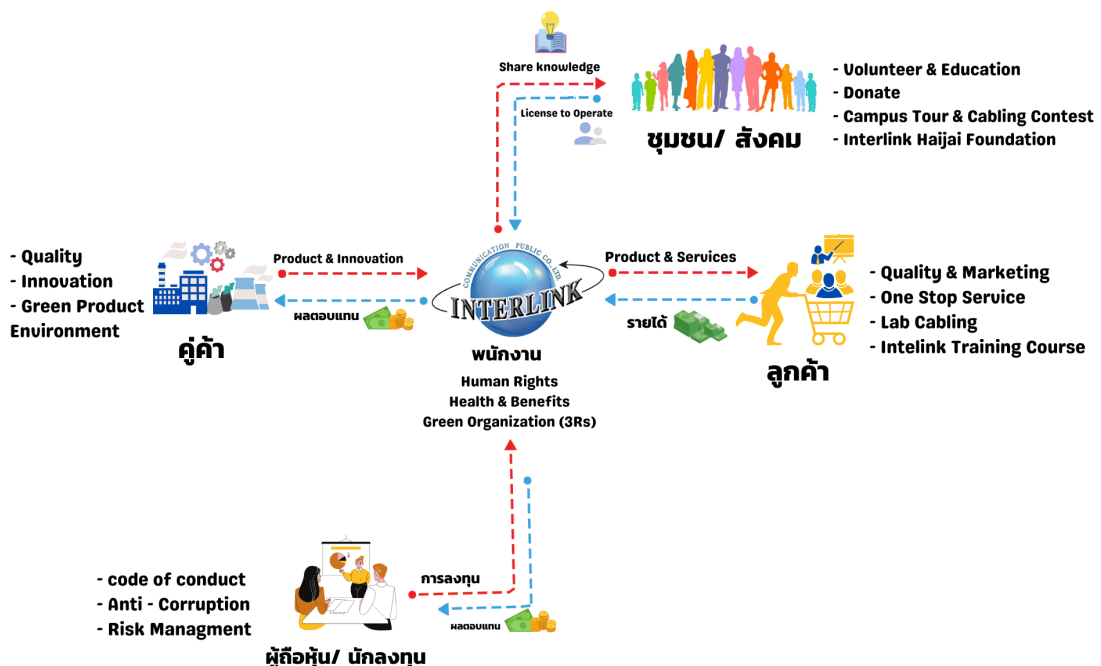 Share knowledge
License to Operate
ชุมชน/ สังคม
- Volunteer & Education
- Donate
- Campus Tour & Cabling Contest
- Interlink Haijai Foundation
- Quality
- Innovation
- Green Product
Environment
คู่ค้า
Product & Innovation
ผลตอบแทน
COMMUNICATION PUBLIC CO.,LTD.
INTERLINK
พนักงาน
Human Rights
Health & Benefits
Green Organization (3Rs)
Product & Services
รายได้
ลูกค้า
- Quality & Marketing
- One Stop Service
- Lab Cabling
- Intelink Training Course
- code of conduct
- Anti - Corruption
- Risk Managment
การลงทุน
ผลตอบแทน
ผู้ถือหุ้น/ นักลงทุน